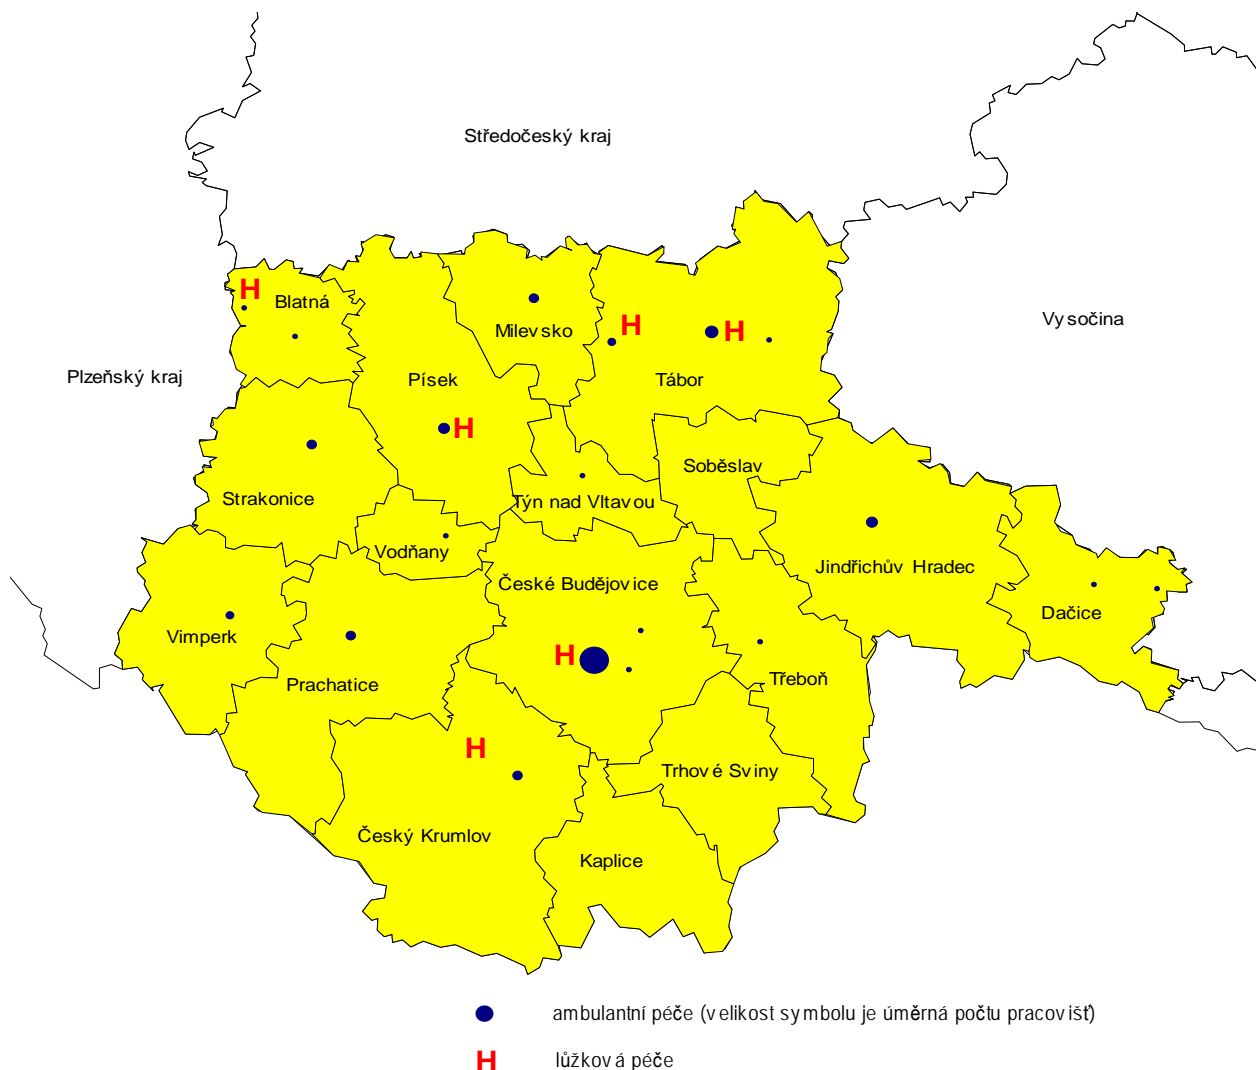 Středočeský kraj
H
Blatná
Vysočina
Milevsko
H
H
Plzeňský kraj
Písek
Tábor
H
Soběslav
Strakonice
Týn nad Vltavou
Vodňany
Jindřichův Hradec
České Budějovice
Dačice
Vimperk
H
Prachatice
Třeboň
H
Trhové Sviny
Český Krumlov
Kaplice
ambulantní péče (velikost symbolu je úměrná počtu pracovišť)
H lůžková péče